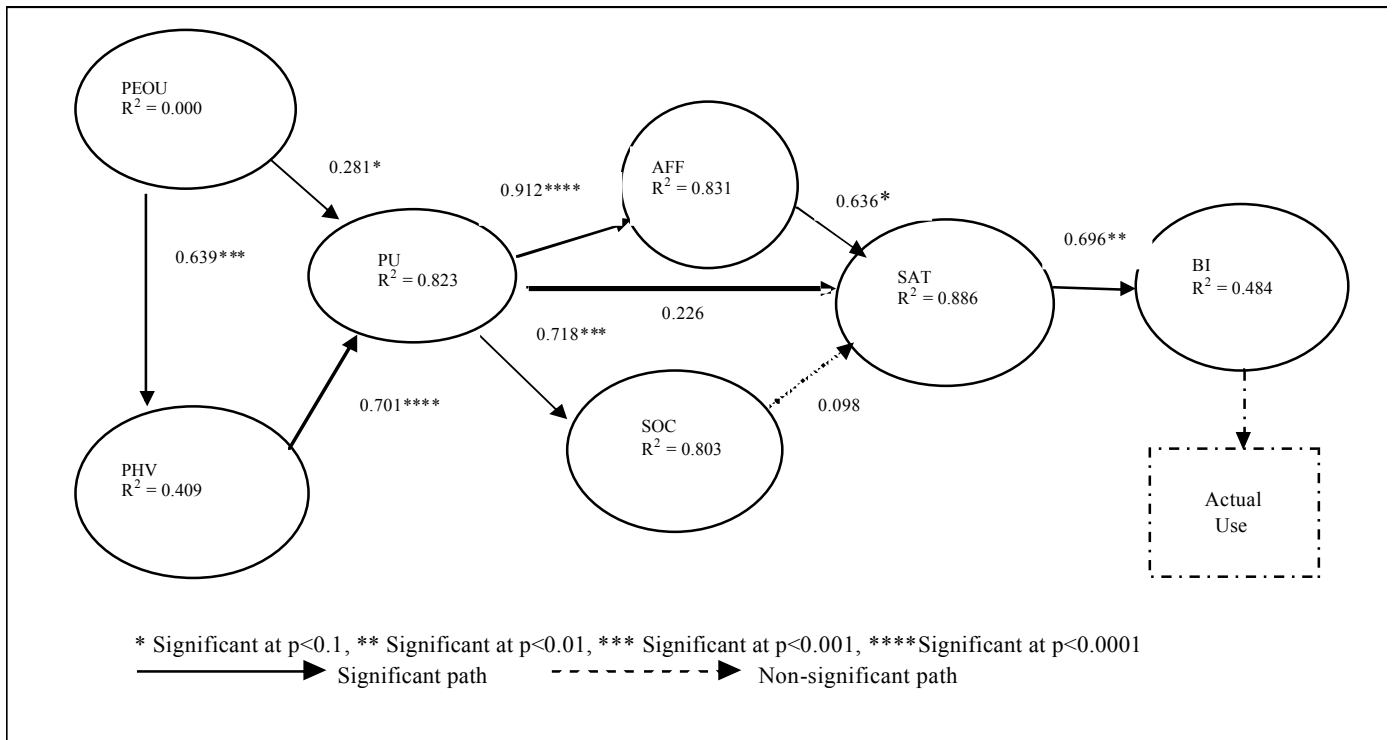 PEOU
R² = 0.000
0.281*
0.639***
PHV
R² = 0.409
0.701****
PU
R² = 0.823
0.912****
AFF
R² = 0.831
0.636*
0.226
0.718***
SOC
R² = 0.803
0.098
SAT
R² = 0.886
0.696**
BI
R² = 0.484
Actual
Use
* Significant at p<0.1, ** Significant at p<0.01, *** Significant at p<0.001, ****Significant at p<0.0001
Significant path Non-significant path